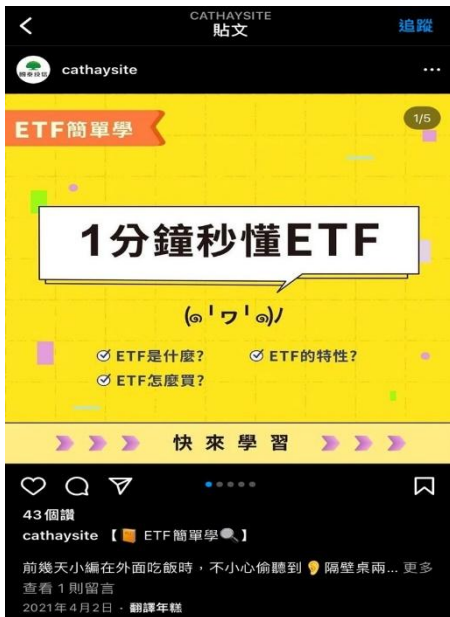 CATHAYSITE
貼文
追蹤
國泰投信
cathaysite
ETF簡單學
1/5
1分鐘秒懂ETF
(๑╹ヮ╹๑)ﾉ
ETF是什麼?
ETF的特性?
ETF怎麼買?
快來學習
43個讚
cathaysite 【📙 ETF簡單學🔍】
前幾天小編在外面吃飯時,不小心偷聽到👂隔壁桌兩... 更多
查看 1 則留言
2021年4月2日 · 翻譯年糕